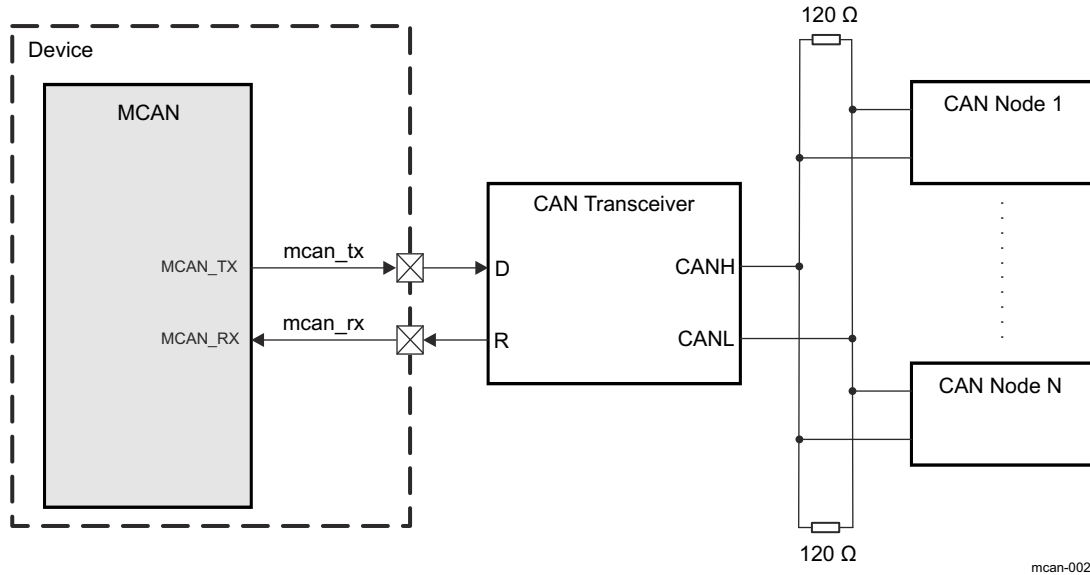 120 Ω
Device
MCAN
CAN Node 1
CAN Transceiver
MCAN_TX
mcan_tx
D
CANH
MCAN_RX
mcan_rx
R
CANL
CAN Node N
120 Ω
mcan-002